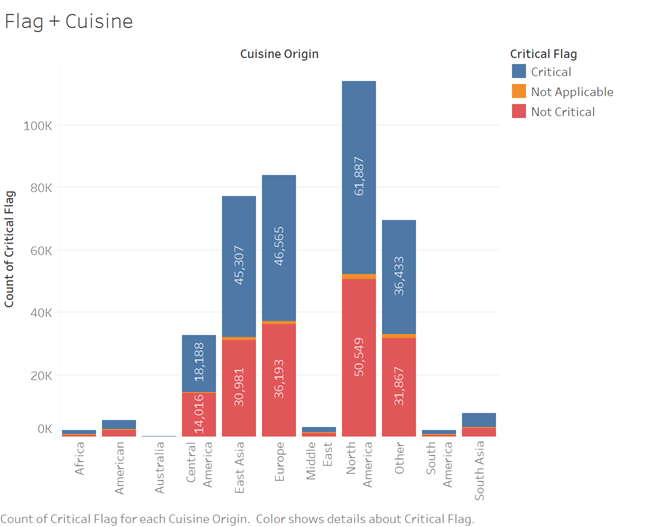 Flag + Cuisine
Cuisine Origin
Critical Flag
Critical
Not Applicable
Not Critical
Count of Critical Flag
100K
80K
60K
40K
20K
0K
18,188
14,016
45,307
30,981
46,565
36,193
61,887
50,549
36,433
31,867
Africa
American
Australia
Central
America
East Asia
Europe
Middle
East
North
America
Other
South
America
South Asia
Count of Critical Flag for each Cuisine Origin. Color shows details about Critical Flag.